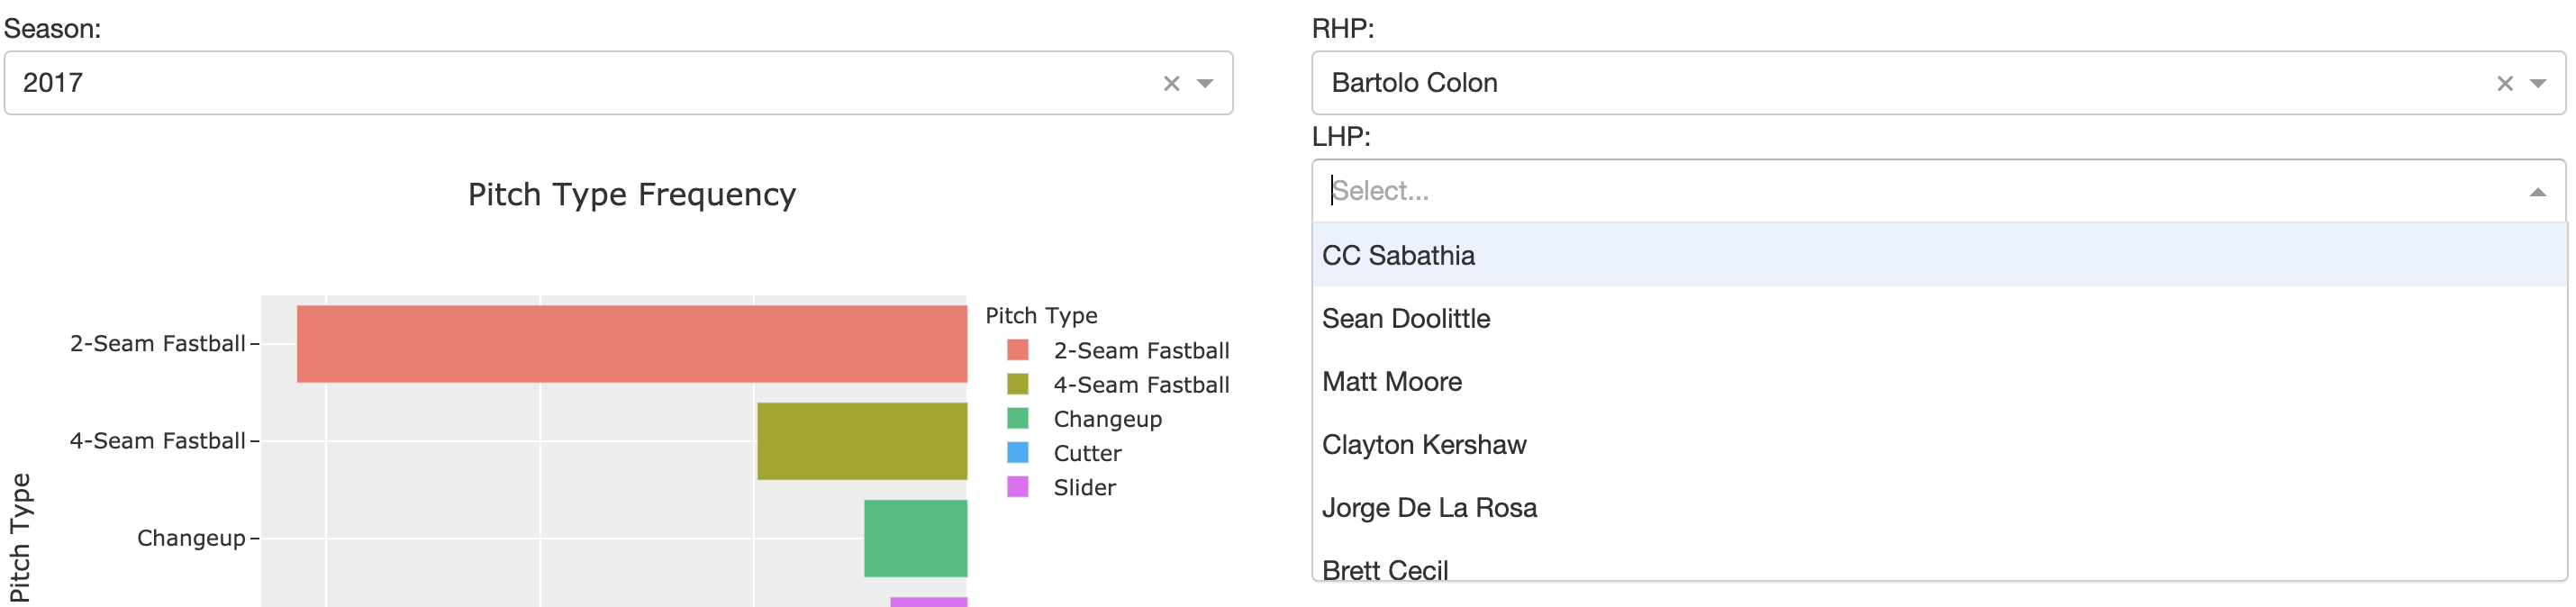 Season:
2017
RHP:
Bartolo Colon
LHP:
Select...
CC Sabathia
Sean Doolittle
Matt Moore
Clayton Kershaw
Jorge De La Rosa
Brett Cecil
Pitch Type Frequency
Pitch Type
2-Seam Fastball
4-Seam Fastball
Changeup
Pitch Type
2-Seam Fastball
4-Seam Fastball
Changeup
Cutter
Slider